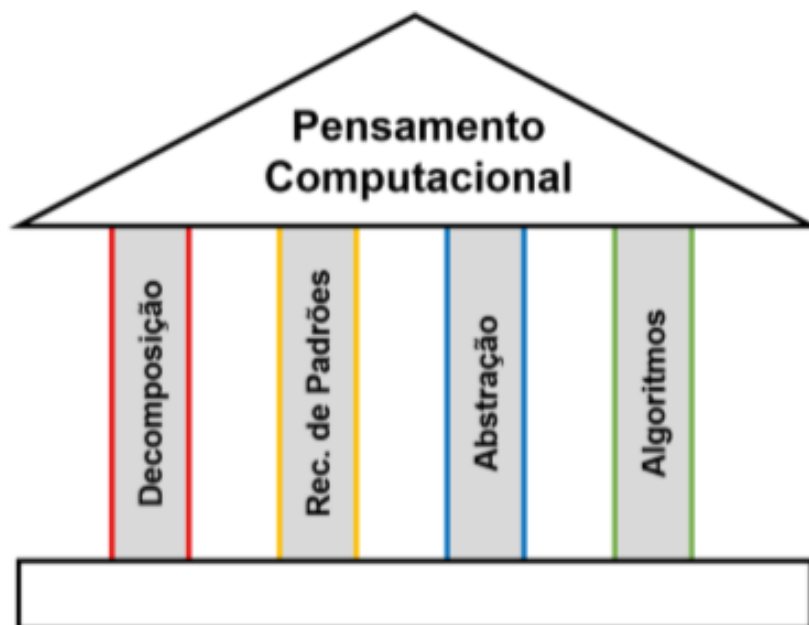 Pensamento
Computacional
Decomposição
Rec. de Padrões
Abstração
Algoritmos